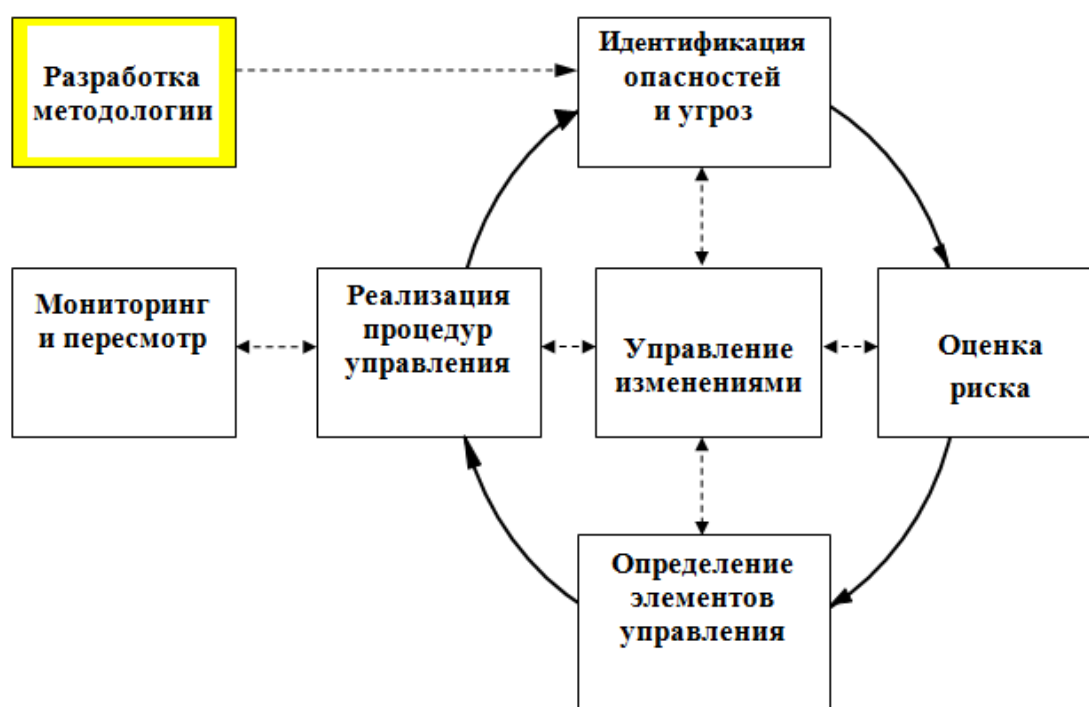 Разработка
методологии
Идентификация
опасностей
и угроз
Мониторинг
и пересмотр
Реализация
процедур
управления
Управление
изменениями
Оценка
риска
Определение
элементов
управления